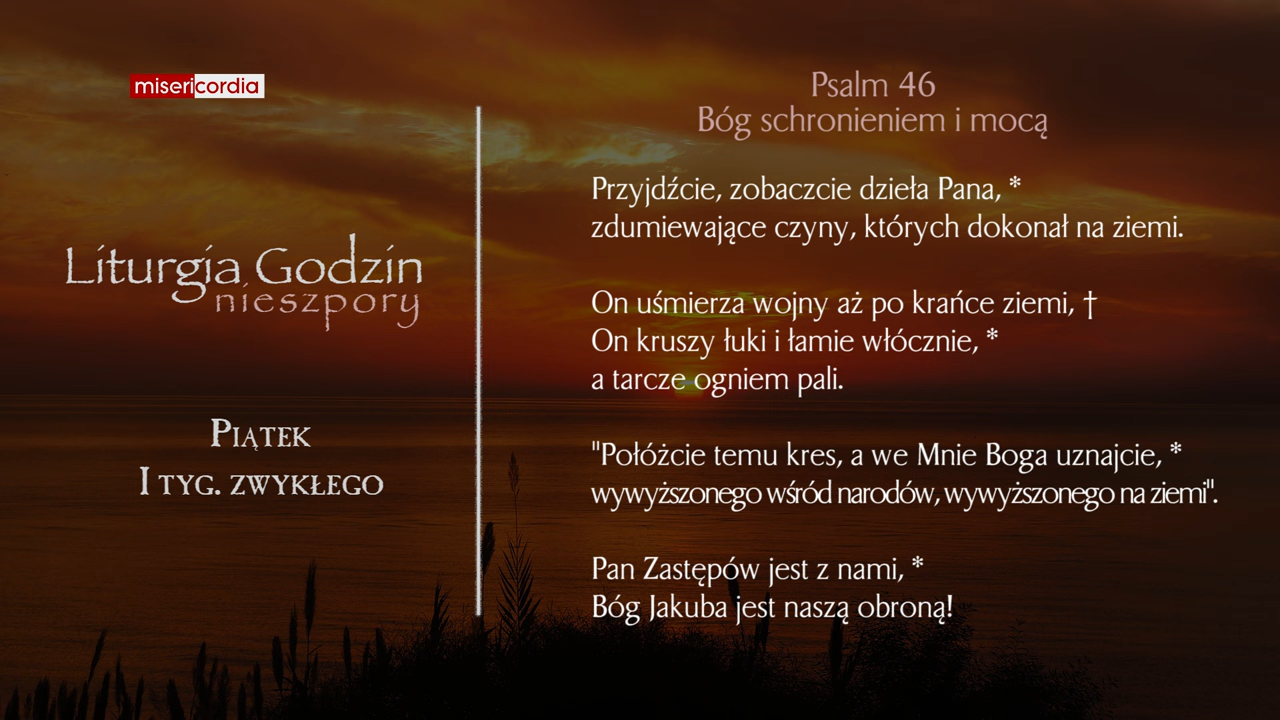 misericordia
Liturgia Godzin
nieszpory
Piątek
I tyg. zwykłego
Psalm 46
Bóg schronieniem i mocą
Przyjdźcie, zobaczcie dzieła Pana, *
zdumiewające czyny, których dokonał na ziemi.
On uśmierza wojny aż po krańce ziemi, †
On kruszy łuki i łamie włócznie, *
a tarcze ogniem pali.
"Połóżcie temu kres, a we Mnie Boga uznajcie, *
wywyższonego wśród narodów, wywyższonego na ziemi".
Pan Zastępów jest z nami, *
Bóg Jakuba jest naszą obroną!